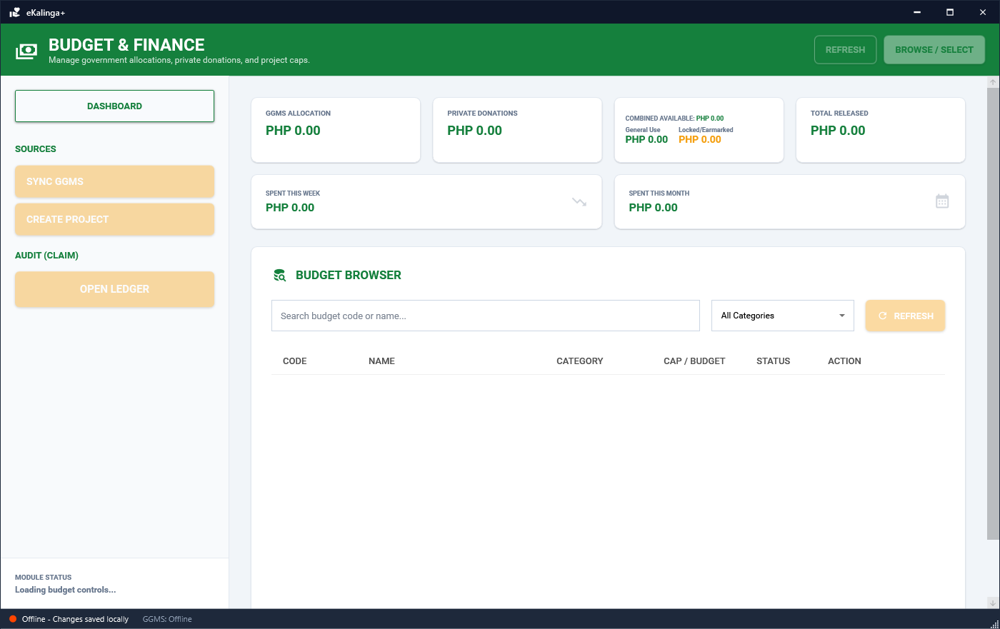 eKalinga+
BUDGET & FINANCE
Manage government allocations, private donations, and project caps.
REFRESH
BROWSE / SELECT
DASHBOARD
SOURCES
SYNC GGMS
CREATE PROJECT
AUDIT (CLAIM)
OPEN LEDGER
MODULE STATUS
Loading budget controls...
GGMS ALLOCATION
PHP 0.00
PRIVATE DONATIONS
PHP 0.00
COMBINED AVAILABLE: PHP 0.00
General Use Locked/Earmarked
PHP 0.00 PHP 0.00
TOTAL RELEASED
PHP 0.00
SPENT THIS WEEK
PHP 0.00
SPENT THIS MONTH
PHP 0.00
BUDGET BROWSER
Search budget code or name...
All Categories
REFRESH
CODE NAME CATEGORY CAP / BUDGET STATUS ACTION
Offline - Changes saved locally GGMS: Offline